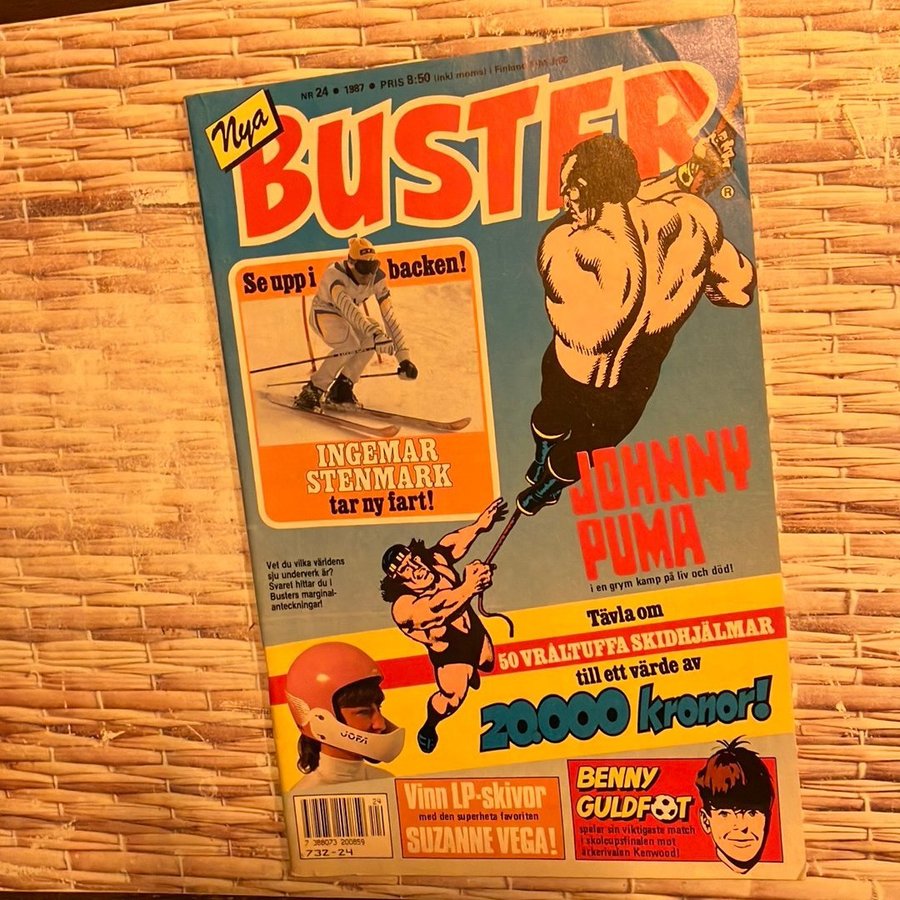 NR 24 • 1987 • PRIS 8:50 (inkl moms) i Finland
Nya
BUSTER
®
Se upp i backen!
INGEMAR
STENMARK
tar ny fart!
JOHNNY
PUMA
i en grym kamp på liv och död!
Vet du vilka världens
sju underverk är?
Svaret hittar du i
Busters marginal-
anteckningar!
Tävla om
50 VRÅLTUFFA SKIDHJÄLMAR
till ett värde av
20.000 kronor!
JOFA
24
7 388073 200859
732-24
Vinn LP-skivor
med den superheta favoriten
SUZANNE VEGA!
BENNY
GULDFOT
spelar sin viktigaste match
i skolcupsfinalen mot
ärkerivalen Kenwood!